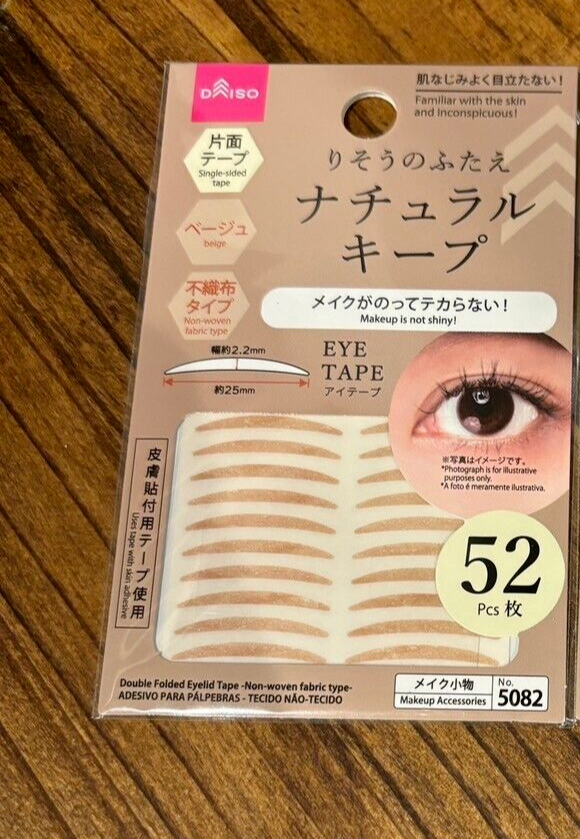 DAISO
肌なじみよく目立たない！
Familiar with the skin
and inconspicuous!
片面
テープ
Single-sided
tape
りそうのふたえ
ナチュラル
キープ
ベージュ
beige
不織布
タイプ
Non-woven
fabric type
メイクがのってテカらない！
Makeup is not shiny!
幅約2.2mm
約25mm
EYE
TAPE
アイテープ
※写真はイメージです。
*Photograph is for illustrative
purposes only.
*A foto é meramente ilustrativa.
皮膚貼付用テープ使用
Uses tape with skin adhesive
52
Pcs 枚
Double Folded Eyelid Tape -Non-woven fabric type-
ADESIVO PARA PÁLPEBRAS - TECIDO NÃO-TECIDO
メイク小物
Makeup Accessories
No.
5082